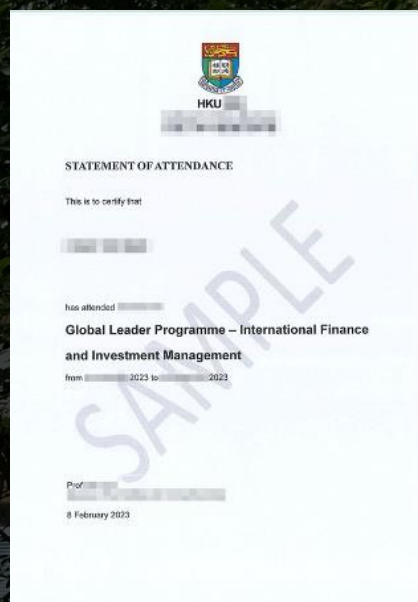 HKU
STATEMENT OF ATTENDANCE
This is to certify that
has attended
Global Leader Programme – International Finance
and Investment Management
from 2023 to 2023
Prof
8 February 2023
SAMPLE